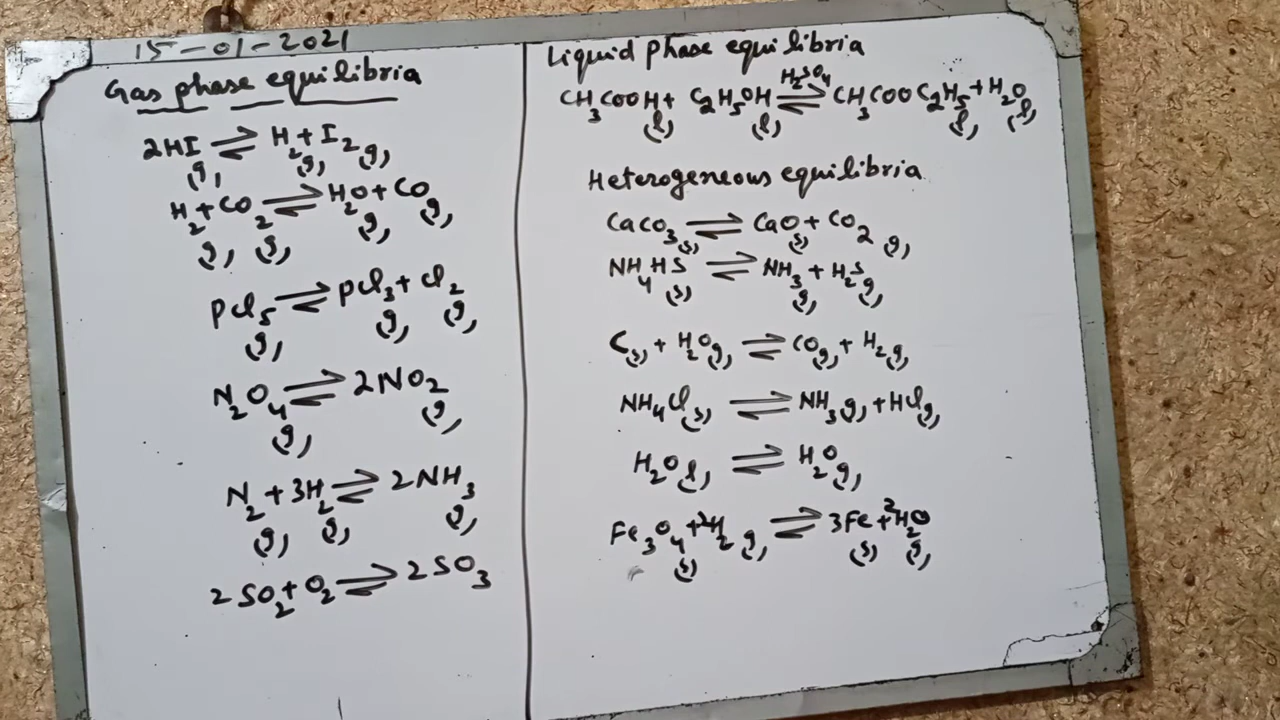 15-01-2021
Gas phase equilibria
2HI(g) ⇌ H2(g) + I2(g)
H2(g) + CO2(g) ⇌ H2O(g) + CO(g)
PCl5(g) ⇌ PCl3(g) + Cl2(g)
N2O4(g) ⇌ 2NO2(g)
N2(g) + 3H2(g) ⇌ 2NH3(g)
2SO2 + O2 ⇌ 2SO3
Liquid phase equilibria
H2SO4
CH3COOH(l) + C2H5OH(l) ⇌ CH3COOC2H5(l) + H2O(l)
Heterogeneous equilibria
CaCO3(s) ⇌ CaO(s) + CO2(g)
NH4HS(s) ⇌ NH3(g) + H2S(g)
C(s) + H2O(g) ⇌ CO(g) + H2(g)
NH4Cl(s) ⇌ NH3(g) + HCl(g)
H2O(l) ⇌ H2O(g)
Fe3O4(s) + H2(g) ⇌ 3Fe(s) + 2H2O(g)